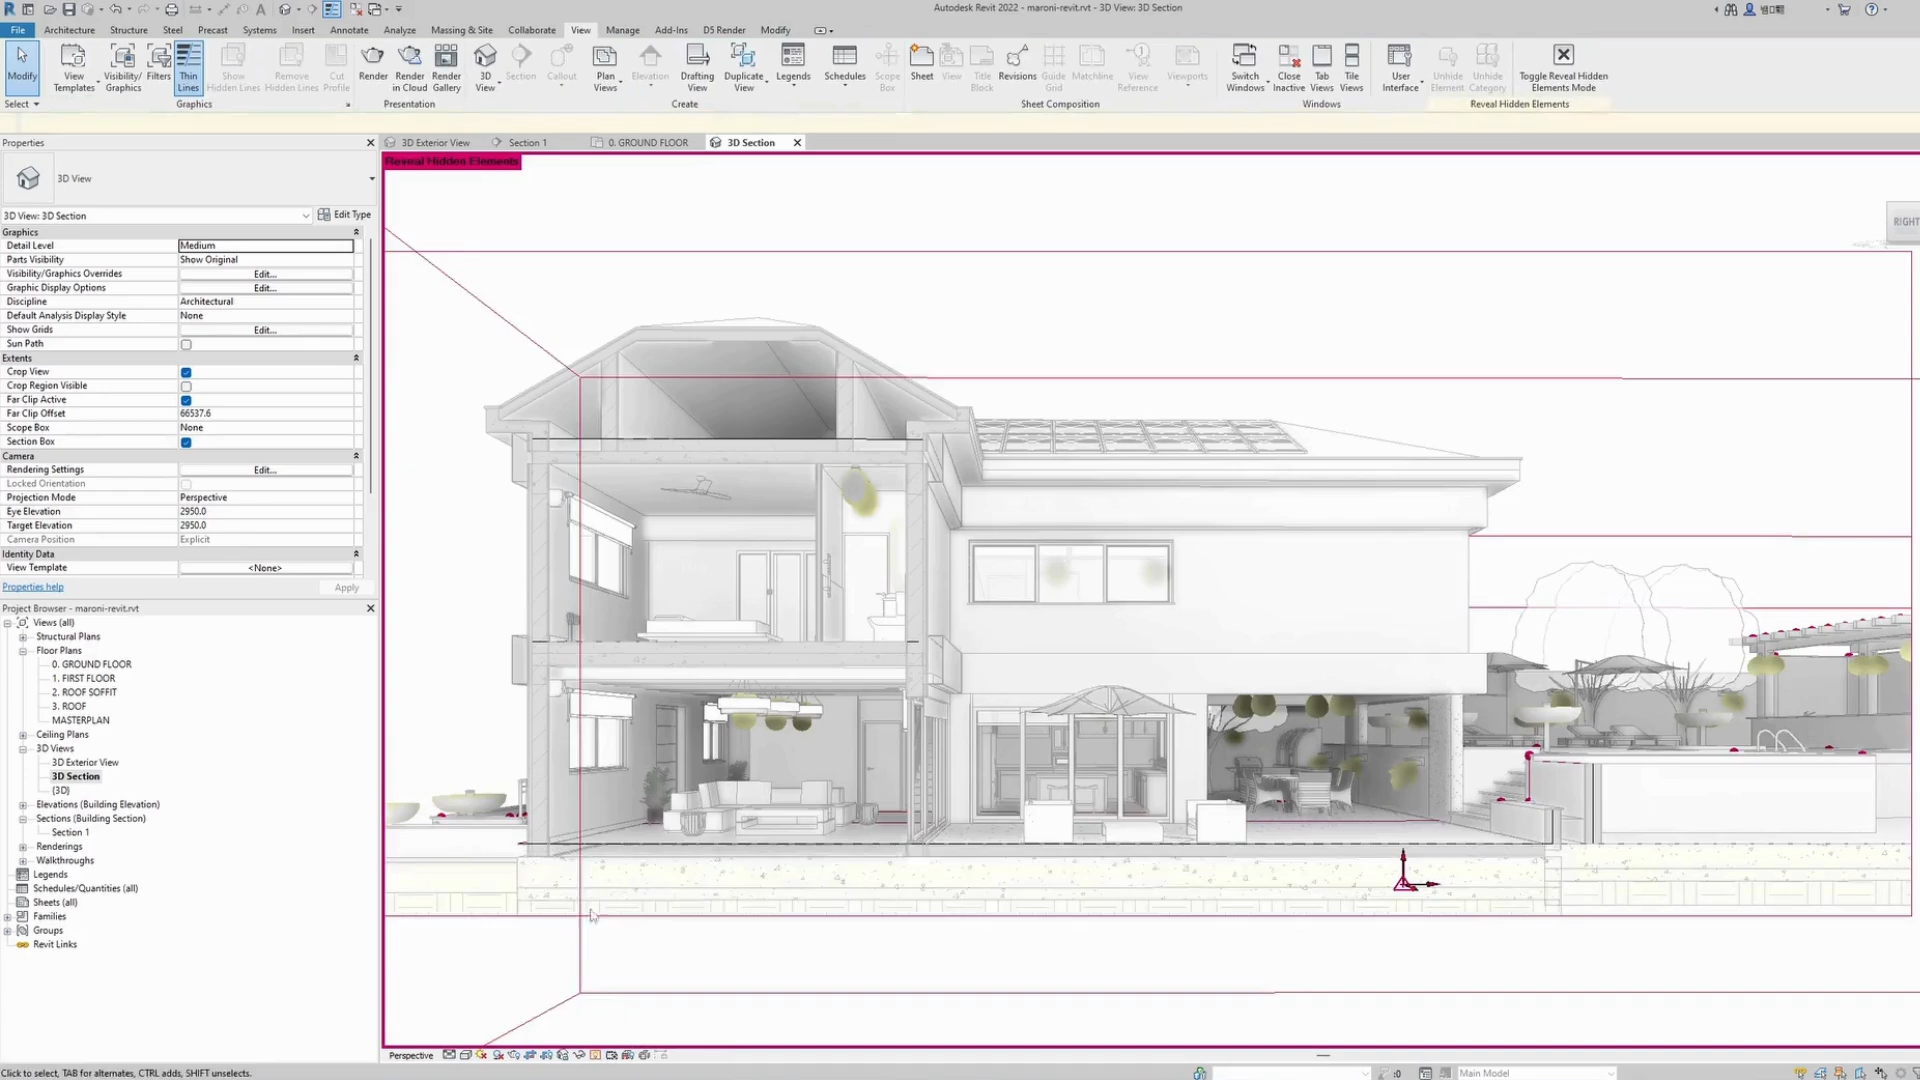 Autodesk Revit 2022 - maroni-revit.rvt - 3D View: 3D Section
File Architecture Structure Steel Precast Systems Insert Annotate Analyze Massing & Site Collaborate View Manage Add-Ins D5 Render Modify
Modify
View Templates
Visibility/ Graphics
Filters
Thin Lines
Show Hidden Lines
Remove Hidden Lines
Cut Profile
Render
Render in Cloud
Render Gallery
3D View
Section
Callout
Plan Views
Elevation
Drafting View
Duplicate View
Legends
Schedules
Scope Box
Sheet
View
Title Block
Revisions
Guide Grid
Matchline
View Reference
Viewports
Switch Windows
Close Inactive
Tab Views
Tile Views
User Interface
Unhide Element
Unhide Category
Toggle Reveal Hidden Elements Mode
Select Graphics Presentation Create Sheet Composition Windows Reveal Hidden Elements
Properties
3D Exterior View Section 1 0. GROUND FLOOR 3D Section
Reveal Hidden Elements
RIGHT
3D View
3D View: 3D Section Edit Type
Graphics
Detail Level Medium
Parts Visibility Show Original
Visibility/Graphics Overrides Edit...
Graphic Display Options Edit...
Discipline Architectural
Default Analysis Display Style None
Show Grids Edit...
Sun Path
Extents
Crop View
Crop Region Visible
Far Clip Active
Far Clip Offset 66537.6
Scope Box None
Section Box
Camera
Rendering Settings Edit...
Locked Orientation
Projection Mode Perspective
Eye Elevation 2950.0
Target Elevation 2950.0
Camera Position Explicit
Identity Data
View Template <None>
Properties help Apply
Project Browser - maroni-revit.rvt
Views (all)
Structural Plans
Floor Plans
0. GROUND FLOOR
1. FIRST FLOOR
2. ROOF SOFFIT
3. ROOF
MASTERPLAN
Ceiling Plans
3D Views
3D Exterior View
3D Section
{3D}
Elevations (Building Elevation)
Sections (Building Section)
Section 1
Renderings
Walkthroughs
Legends
Schedules/Quantities (all)
Sheets (all)
Families
Groups
Revit Links
Perspective
Click to select, TAB for alternates, CTRL adds, SHIFT unselects.
:0
Main Model